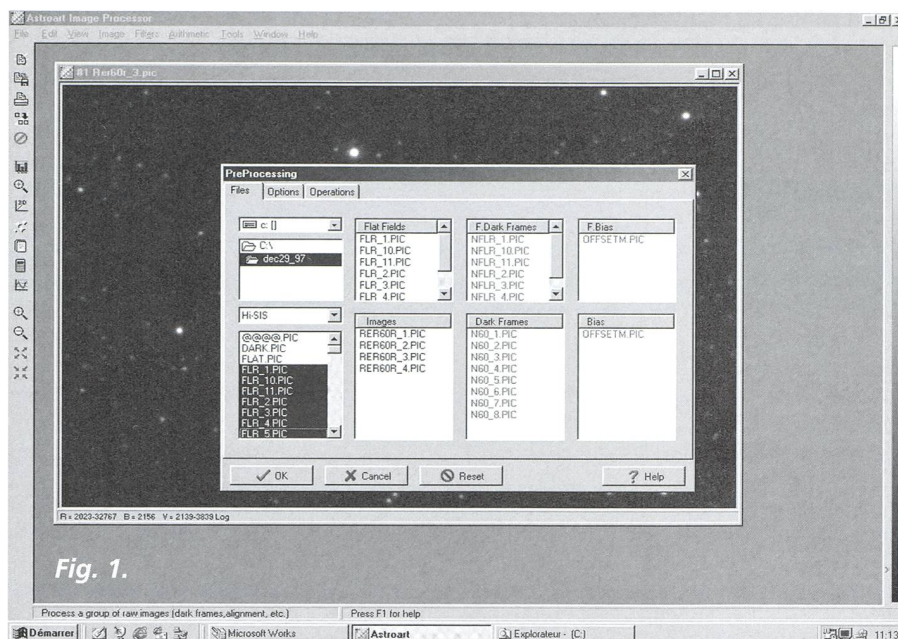 Astroart Image Processor
File Edit View Image Filters Arithmetic Tools Window Help
#1 Rer60r_3.pic
PreProcessing
Files Options Operations
c: []
C:\
dec29_97
Hi-SIS
@@@@.PIC
DARK.PIC
FLAT.PIC
FLR_1.PIC
FLR_10.PIC
FLR_11.PIC
FLR_2.PIC
FLR_3.PIC
FLR_4.PIC
FLR_5.PIC
Flat Fields
FLR_1.PIC
FLR_10.PIC
FLR_11.PIC
FLR_2.PIC
FLR_3.PIC
FLR_4.PIC
F.Dark Frames
NFLR_1.PIC
NFLR_10.PIC
NFLR_11.PIC
NFLR_2.PIC
NFLR_3.PIC
NFLR_4.PIC
F.Bias
OFFSETM.PIC
Images
RER60R_1.PIC
RER60R_2.PIC
RER60R_3.PIC
RER60R_4.PIC
Dark Frames
N60_1.PIC
N60_2.PIC
N60_3.PIC
N60_4.PIC
N60_5.PIC
N60_6.PIC
N60_7.PIC
N60_8.PIC
Bias
OFFSETM.PIC
OK Cancel Reset ? Help
R = 2023-32767 B = 2156 V = 2139-3839 Log
Fig. 1.
Process a group of raw images (dark frames,alignment, etc.) Press F1 for help
Démarrer Microsoft Works Astroart Explorateur - (C:) 11:13